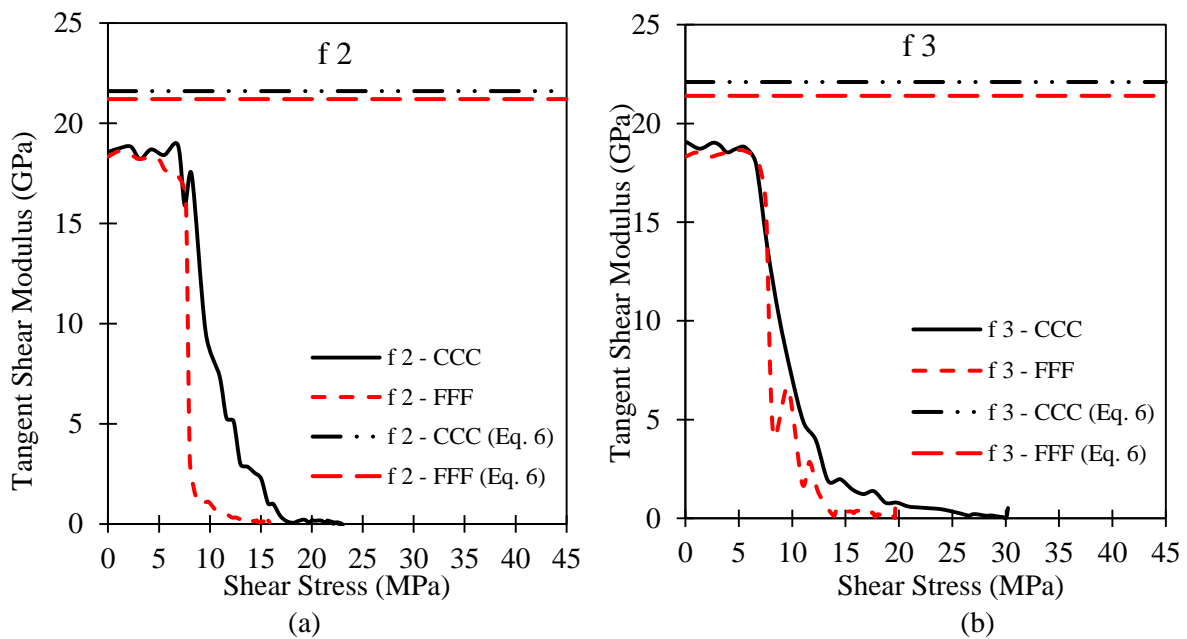 f 2
Tangent Shear Modulus (GPa)
25
20
15
10
5
0
f 2 - CCC
f 2 - FFF
f 2 - CCC (Eq. 6)
f 2 - FFF (Eq. 6)
0 5 10 15 20 25 30 35 40 45
Shear Stress (MPa)
(a)
f 3
Tangent Shear Modulus (GPa)
25
20
15
10
5
0
f 3 - CCC
f 3 - FFF
f 3 - CCC (Eq. 6)
f 3 - FFF (Eq. 6)
0 5 10 15 20 25 30 35 40 45
Shear Stress (MPa)
(b)